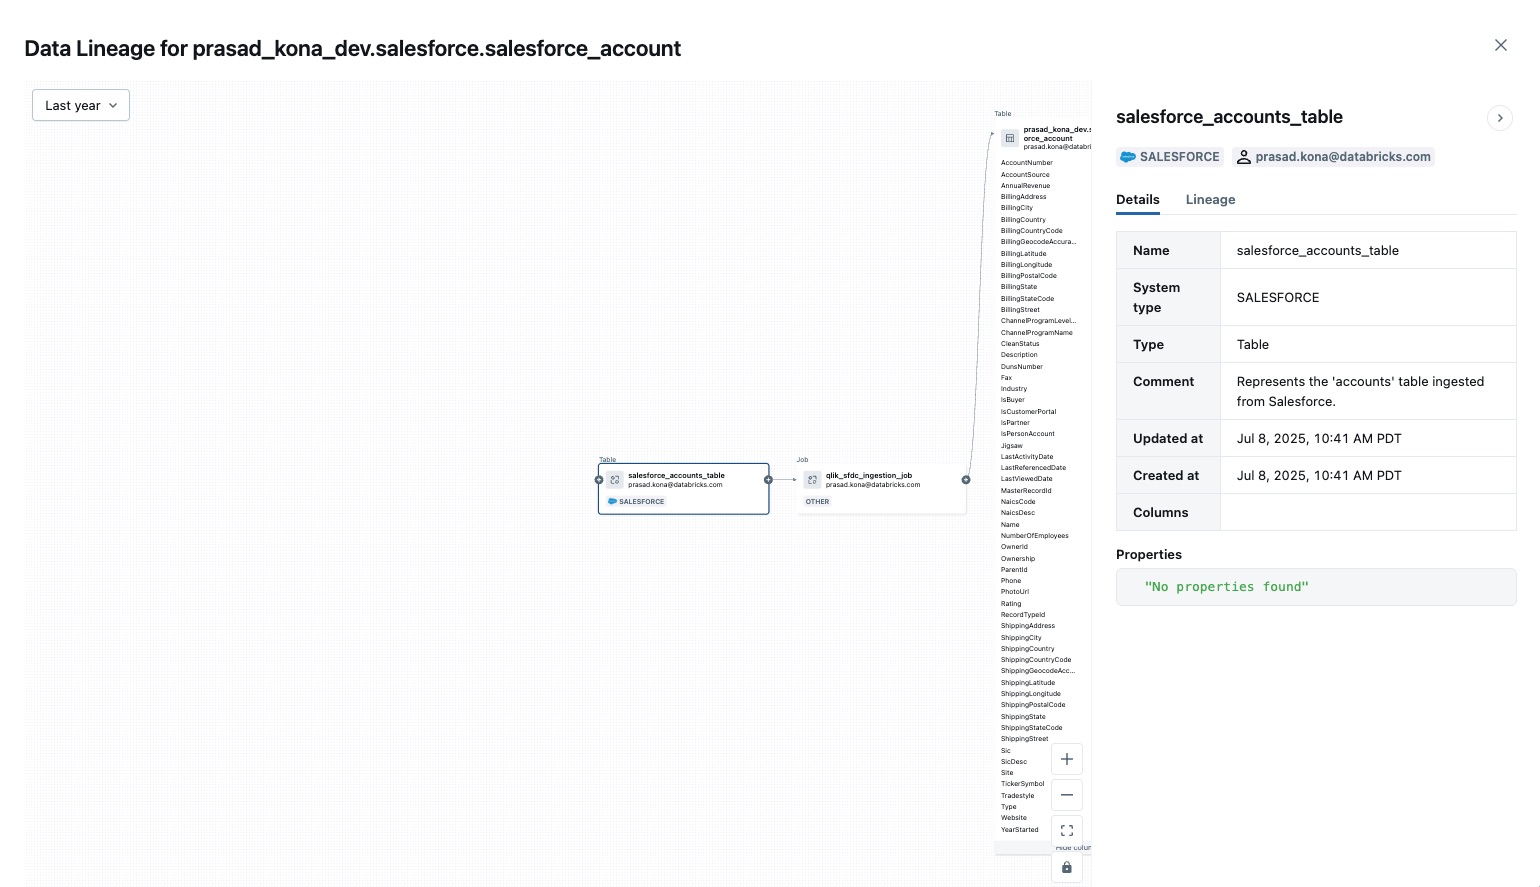 Data Lineage for prasad_kona_dev.salesforce.salesforce_account
Last year
Table
prasad_kona_dev.s
orce_account
prasad.kona@databri
AccountNumber
AccountSource
AnnualRevenue
BillingAddress
BillingCity
BillingCountry
BillingCountryCode
BillingGeocodeAccura...
BillingLatitude
BillingLongitude
BillingPostalCode
BillingState
BillingStateCode
BillingStreet
ChannelProgramLevel...
ChannelProgramName
CleanStatus
Description
DunsNumber
Fax
Industry
IsBuyer
IsCustomerPortal
IsPartner
IsPersonAccount
Jigsaw
LastActivityDate
LastReferencedDate
LastViewedDate
MasterRecordId
NaicsCode
NaicsDesc
Name
NumberOfEmployees
OwnerId
Ownership
ParentId
Phone
PhotoUrl
Rating
RecordTypeId
ShippingAddress
ShippingCity
ShippingCountry
ShippingCountryCode
ShippingGeocodeAcc...
ShippingLatitude
ShippingLongitude
ShippingPostalCode
ShippingState
ShippingStateCode
ShippingStreet
Sic
SicDesc
Site
TickerSymbol
Tradestyle
Type
Website
YearStarted
Hide colum
Table
salesforce_accounts_table
prasad.kona@databricks.com
SALESFORCE
Job
qlik_sfdc_ingestion_job
prasad.kona@databricks.com
OTHER
salesforce_accounts_table
SALESFORCE prasad.kona@databricks.com
Details Lineage
Name salesforce_accounts_table
System
type SALESFORCE
Type Table
Comment Represents the 'accounts' table ingested
from Salesforce.
Updated at Jul 8, 2025, 10:41 AM PDT
Created at Jul 8, 2025, 10:41 AM PDT
Columns
Properties
"No properties found"